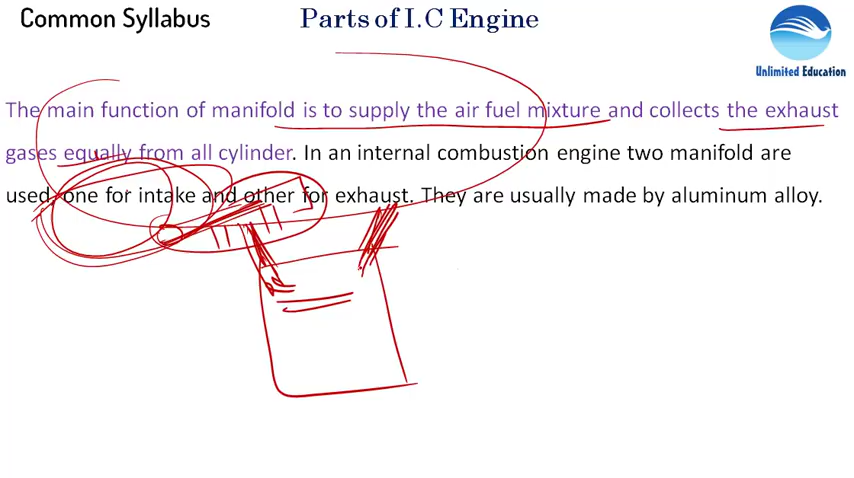 Common Syllabus
Parts of I.C Engine
Unlimited Education
The main function of manifold is to supply the air fuel mixture and collects the exhaust
gases equally from all cylinder. In an internal combustion engine two manifold are
used, one for intake and other for exhaust. They are usually made by aluminum alloy.